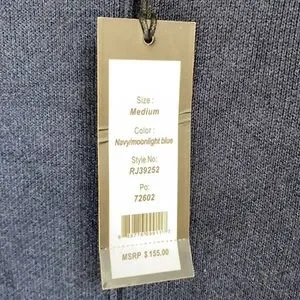 Size :
Medium
Color :
Navy/moonlight blue
Style No:
RJ39252
Po:
72602
MSRP $ 155.00